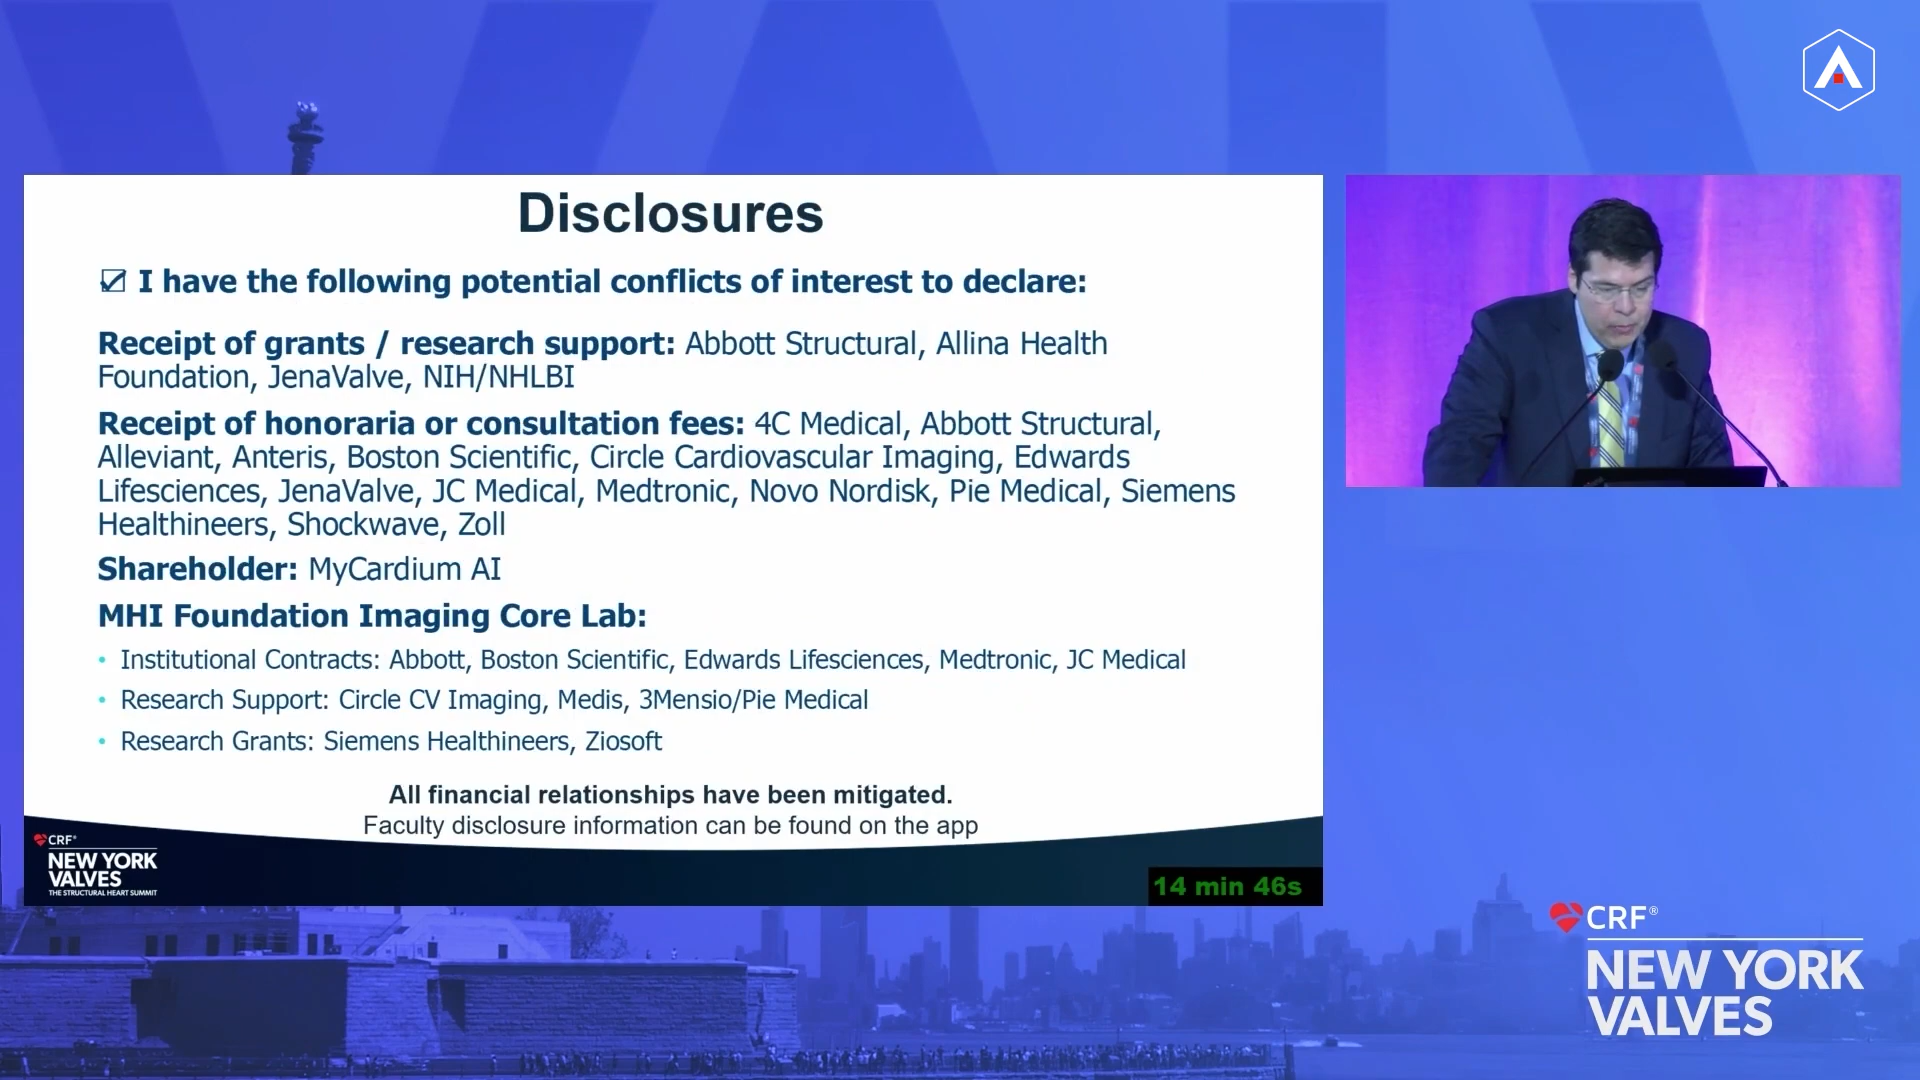 Disclosures
☑ I have the following potential conflicts of interest to declare:
Receipt of grants / research support: Abbott Structural, Allina Health
Foundation, JenaValve, NIH/NHLBI
Receipt of honoraria or consultation fees: 4C Medical, Abbott Structural,
Alleviant, Anteris, Boston Scientific, Circle Cardiovascular Imaging, Edwards
Lifesciences, JenaValve, JC Medical, Medtronic, Novo Nordisk, Pie Medical, Siemens
Healthineers, Shockwave, Zoll
Shareholder: MyCardium AI
MHI Foundation Imaging Core Lab:
• Institutional Contracts: Abbott, Boston Scientific, Edwards Lifesciences, Medtronic, JC Medical
• Research Support: Circle CV Imaging, Medis, 3Mensio/Pie Medical
• Research Grants: Siemens Healthineers, Ziosoft
All financial relationships have been mitigated.
Faculty disclosure information can be found on the app
CRF®
NEW YORK
VALVES
THE STRUCTURAL HEART SUMMIT
14 min 46s
CRF®
NEW YORK
VALVES